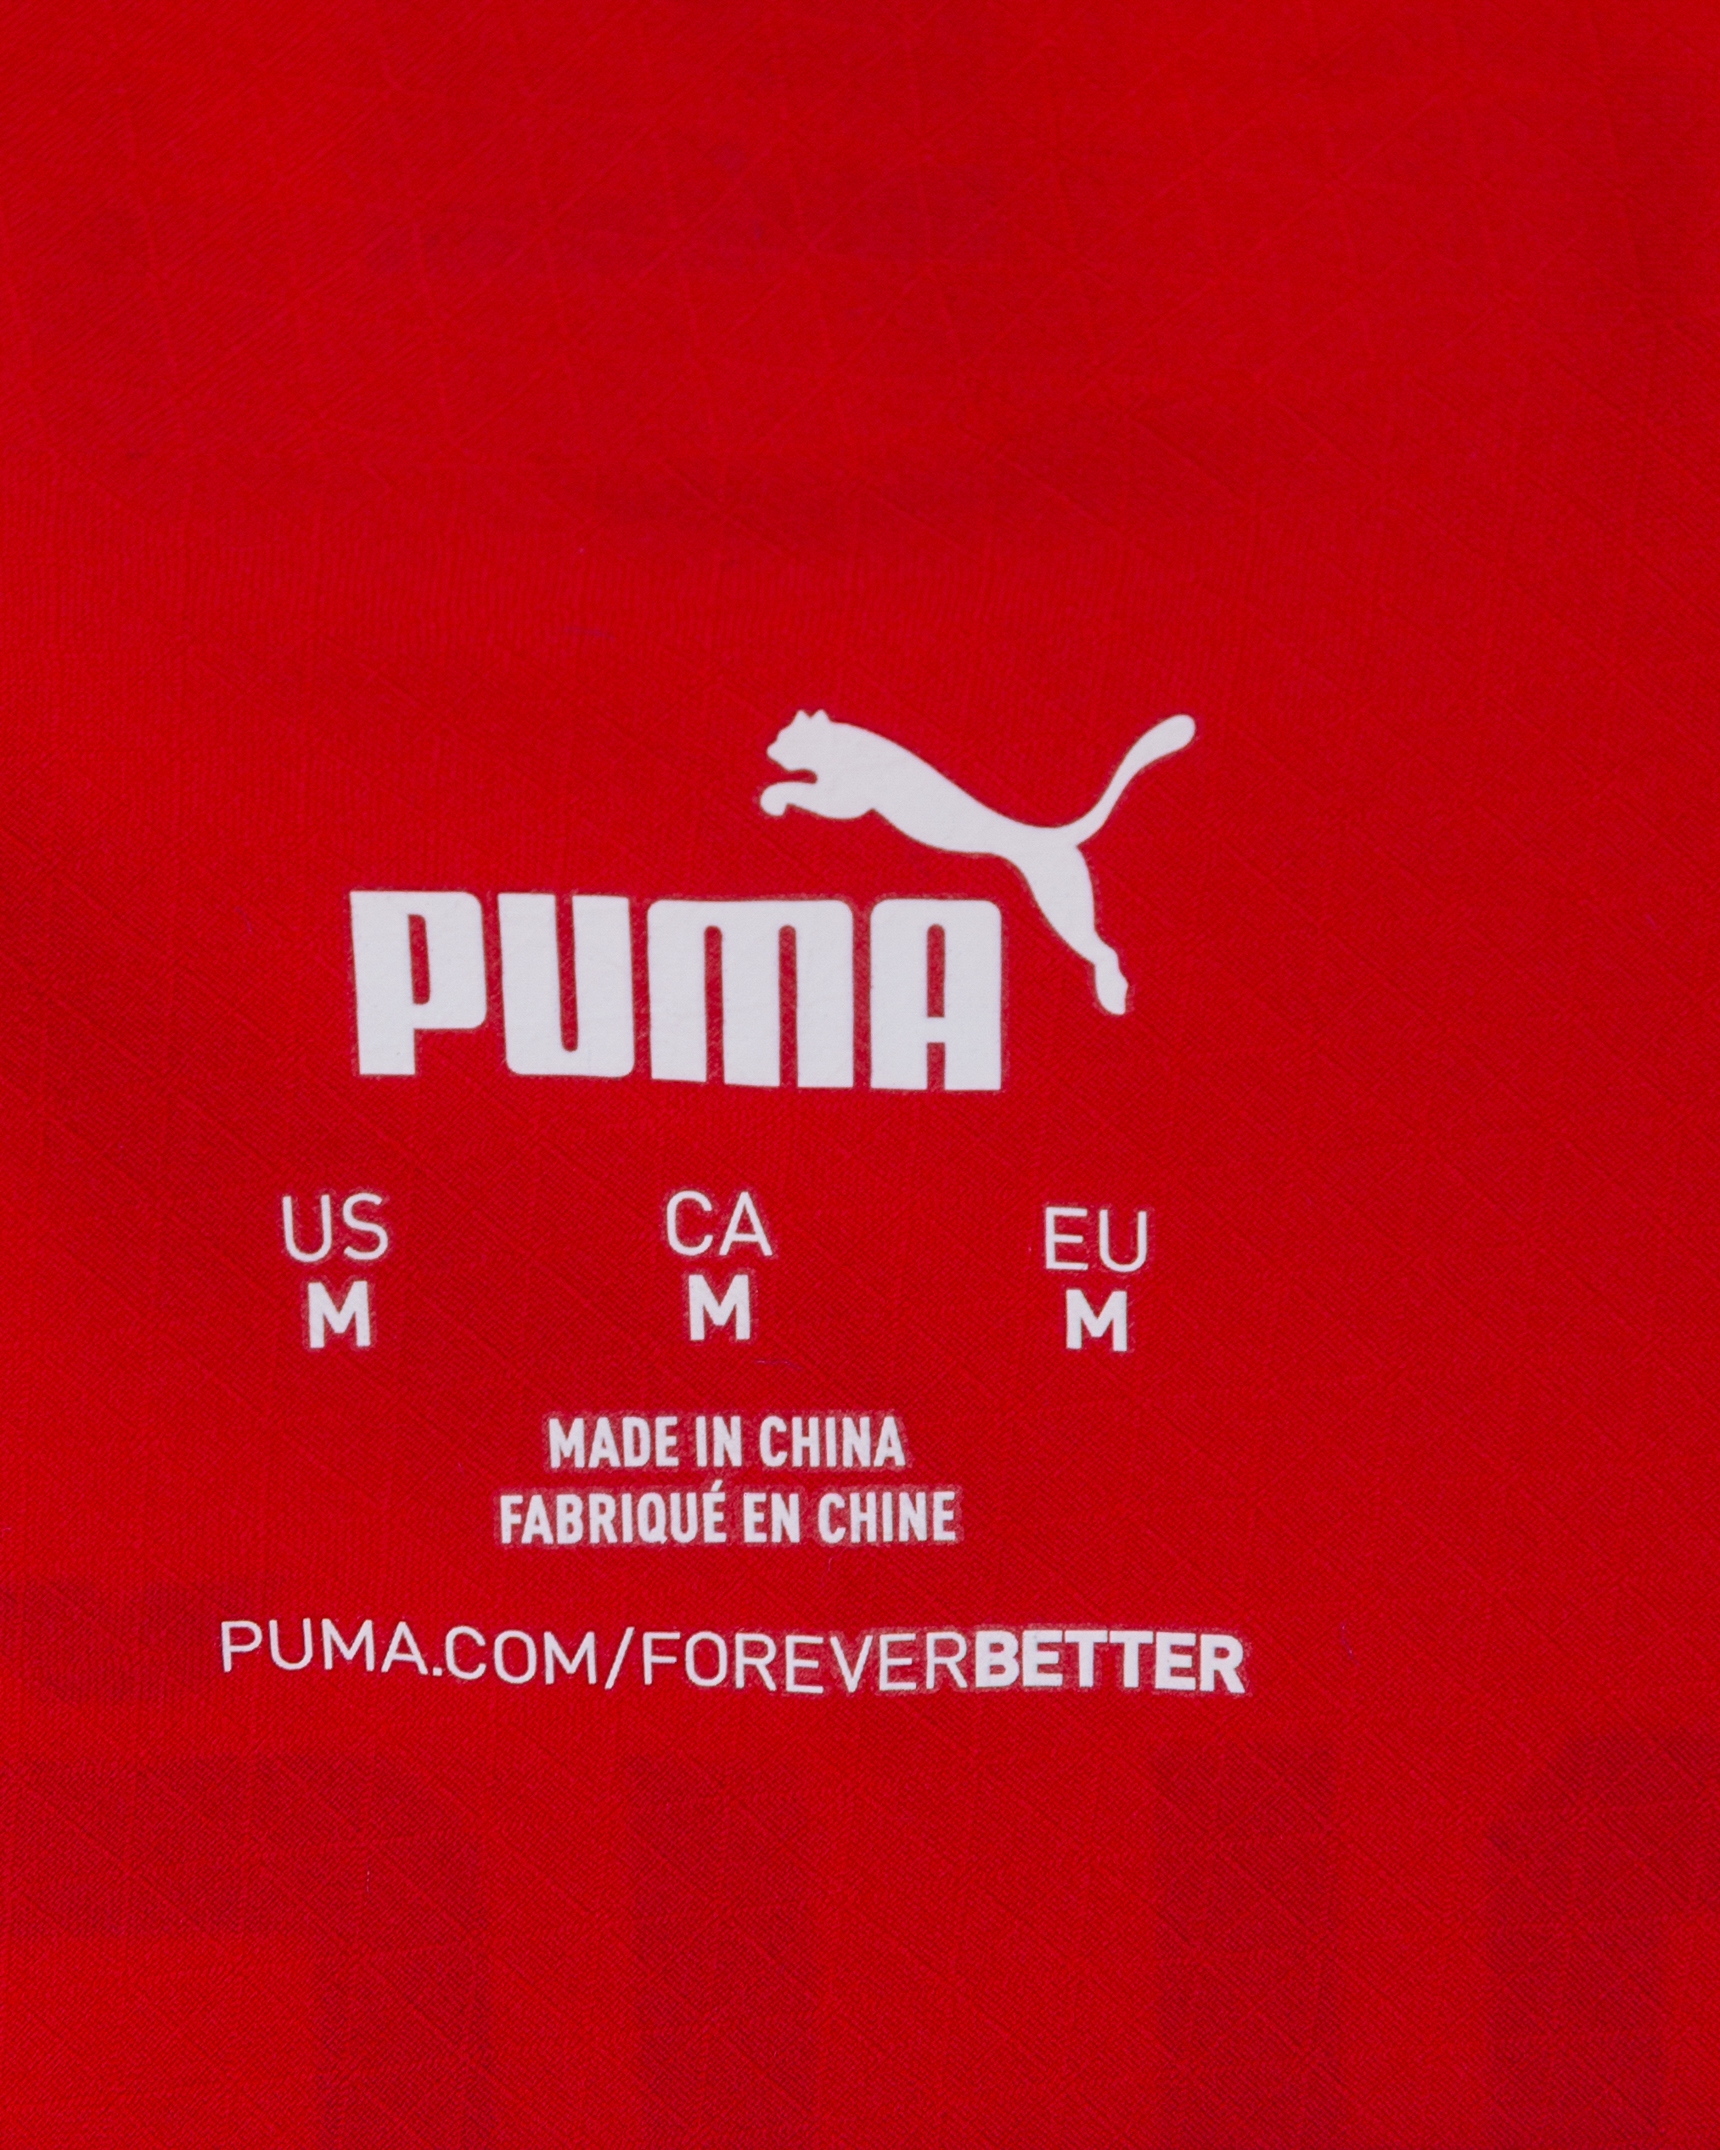 PUMA
US CA EU
M M M
MADE IN CHINA
FABRIQUÉ EN CHINE
PUMA.COM/FOREVERBETTER